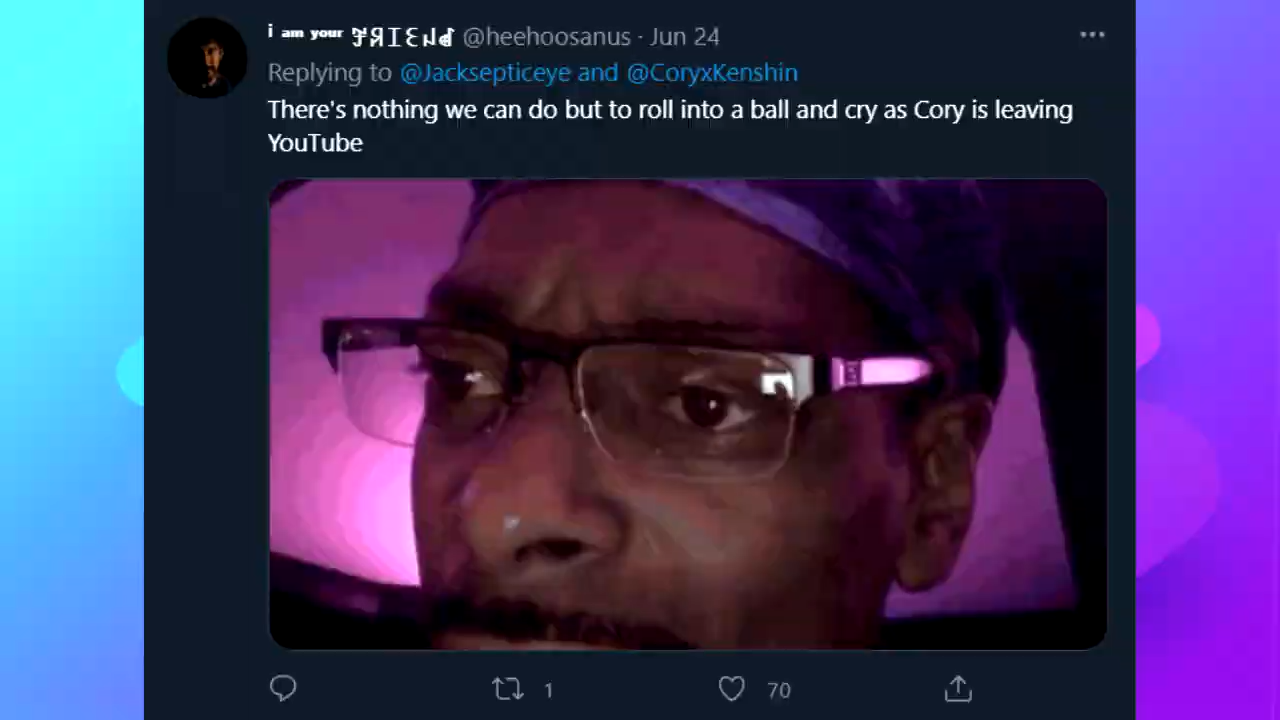 i am your ꟻЯIƐИd @heehoosanus · Jun 24
Replying to @Jacksepticeye and @CoryxKenshin
There's nothing we can do but to roll into a ball and cry as Cory is leaving
YouTube
1 70